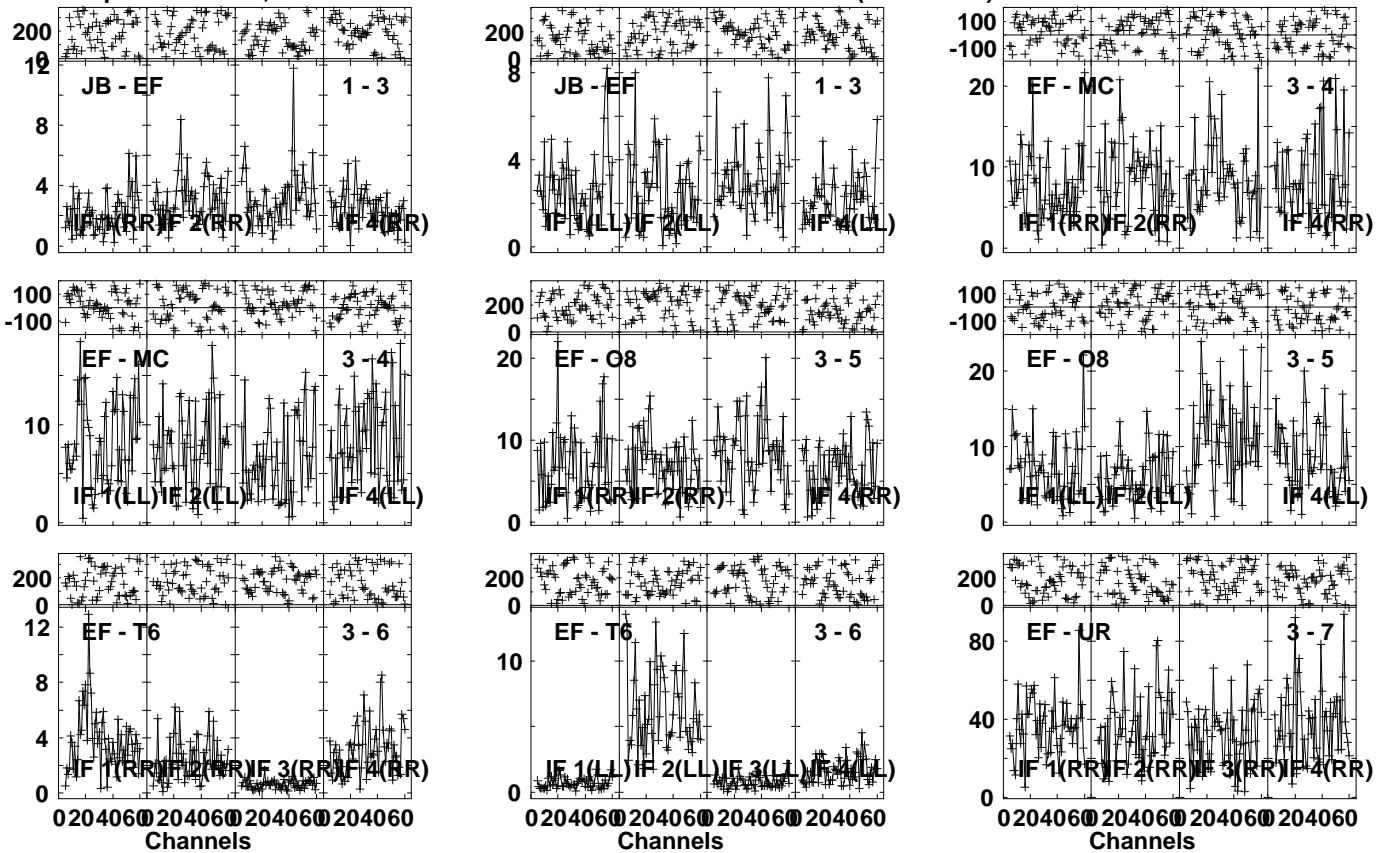 200
0
12
8
4
0
JB - EF
1 - 3
IF 1(RR)
IF 2(RR)
IF 4(RR)
200
0
8
4
0
JB - EF
1 - 3
IF 1(LL)
IF 2(LL)
IF 4(LL)
100
-100
20
10
0
EF - MC
3 - 4
IF 1(RR)
IF 2(RR)
IF 4(RR)
100
-100
10
0
EF - MC
3 - 4
IF 1(LL)
IF 2(LL)
IF 4(LL)
200
0
20
10
0
EF - O8
3 - 5
IF 1(RR)
IF 2(RR)
IF 4(RR)
100
-100
20
10
0
EF - O8
3 - 5
IF 1(LL)
IF 2(LL)
IF 4(LL)
200
0
12
8
4
0
EF - T6
3 - 6
IF 1(RR)
IF 2(RR)
IF 3(RR)
IF 4(RR)
0 20 40 60 0 20 40 60 0 20 40 60 0 20 40 60
Channels
200
0
10
0
EF - T6
3 - 6
IF 1(LL)
IF 2(LL)
IF 3(LL)
IF 4(LL)
0 20 40 60 0 20 40 60 0 20 40 60 0 20 40 60
Channels
200
0
80
40
0
EF - UR
3 - 7
IF 1(RR)
IF 2(RR)
IF 3(RR)
IF 4(RR)
0 20 40 60 0 20 40 60 0 20 40 60 0 20 40 60
Channels